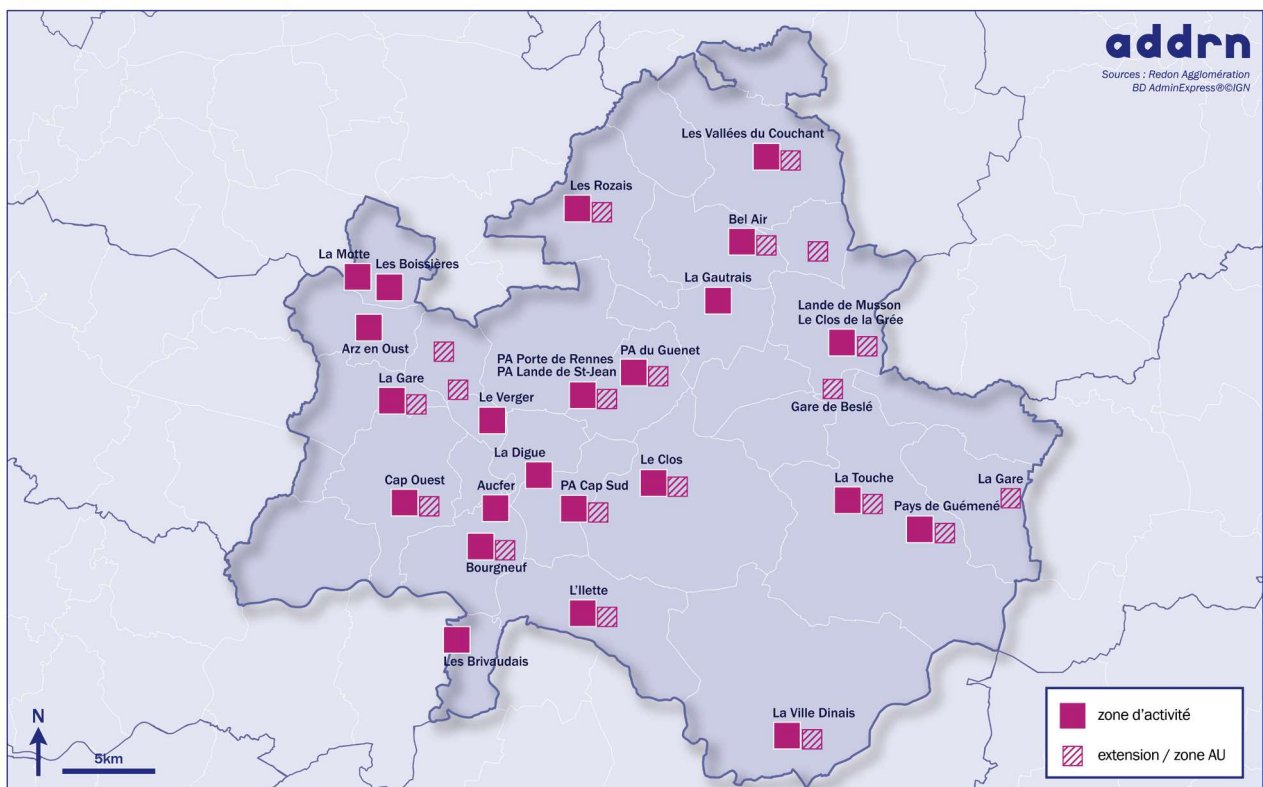 addrn
Sources : Redon Agglomération
BD AdminExpress®©IGN
Les Vallées du Couchant
Les Rozais
Bel Air
La Motte
Les Boissières
La Gautrais
Lande de Musson
Le Clos de la Grée
Arz en Oust
PA Porte de Rennes
PA Lande de St-Jean
PA du Guenet
La Gare
Le Verger
Gare de Beslé
La Digue
Le Clos
Cap Ouest
Aucfer
PA Cap Sud
La Touche
La Gare
Pays de Guémené
Bourgneuf
L'Ilette
Les Brivaudais
La Ville Dinais
N
5km
zone d'activité
extension / zone AU